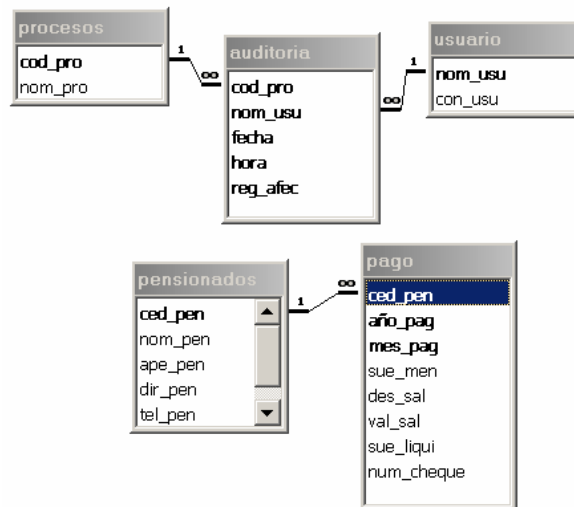 procesos
cod_pro
nom_pro
1
∞
auditoria
cod_pro
nom_usu
fecha
hora
reg_afec
1
∞
usuario
nom_usu
con_usu
pensionados
ced_pen
nom_pen
ape_pen
dir_pen
tel_pen
1
∞
pago
ced_pen
año_pag
mes_pag
sue_men
des_sal
val_sal
sue_liqui
num_cheque